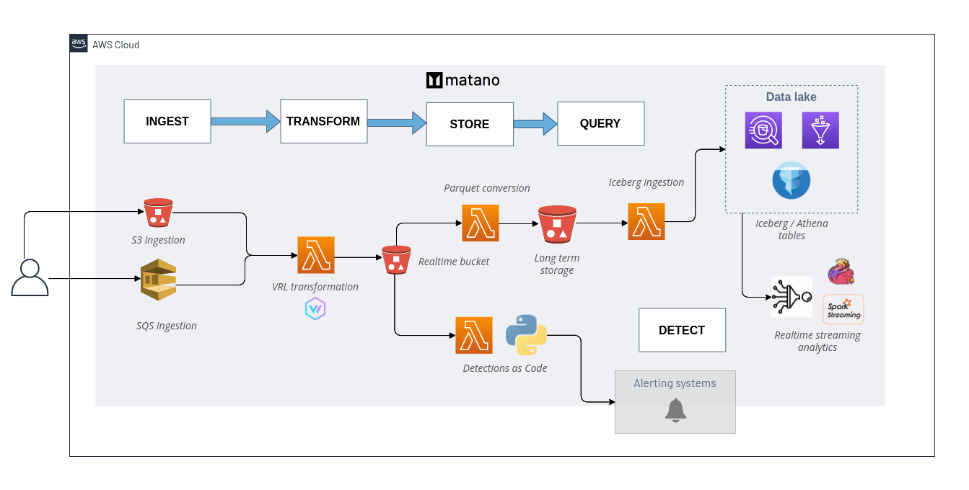 aws
AWS Cloud
matano
INGEST
TRANSFORM
STORE
QUERY
Data lake
Parquet conversion
Iceberg ingestion
S3 Ingestion
Realtime bucket
Long term
storage
Iceberg / Athena
tables
VRL transformation
SQS Ingestion
Spark
Streaming
Realtime streaming
analytics
DETECT
Detections as Code
Alerting systems